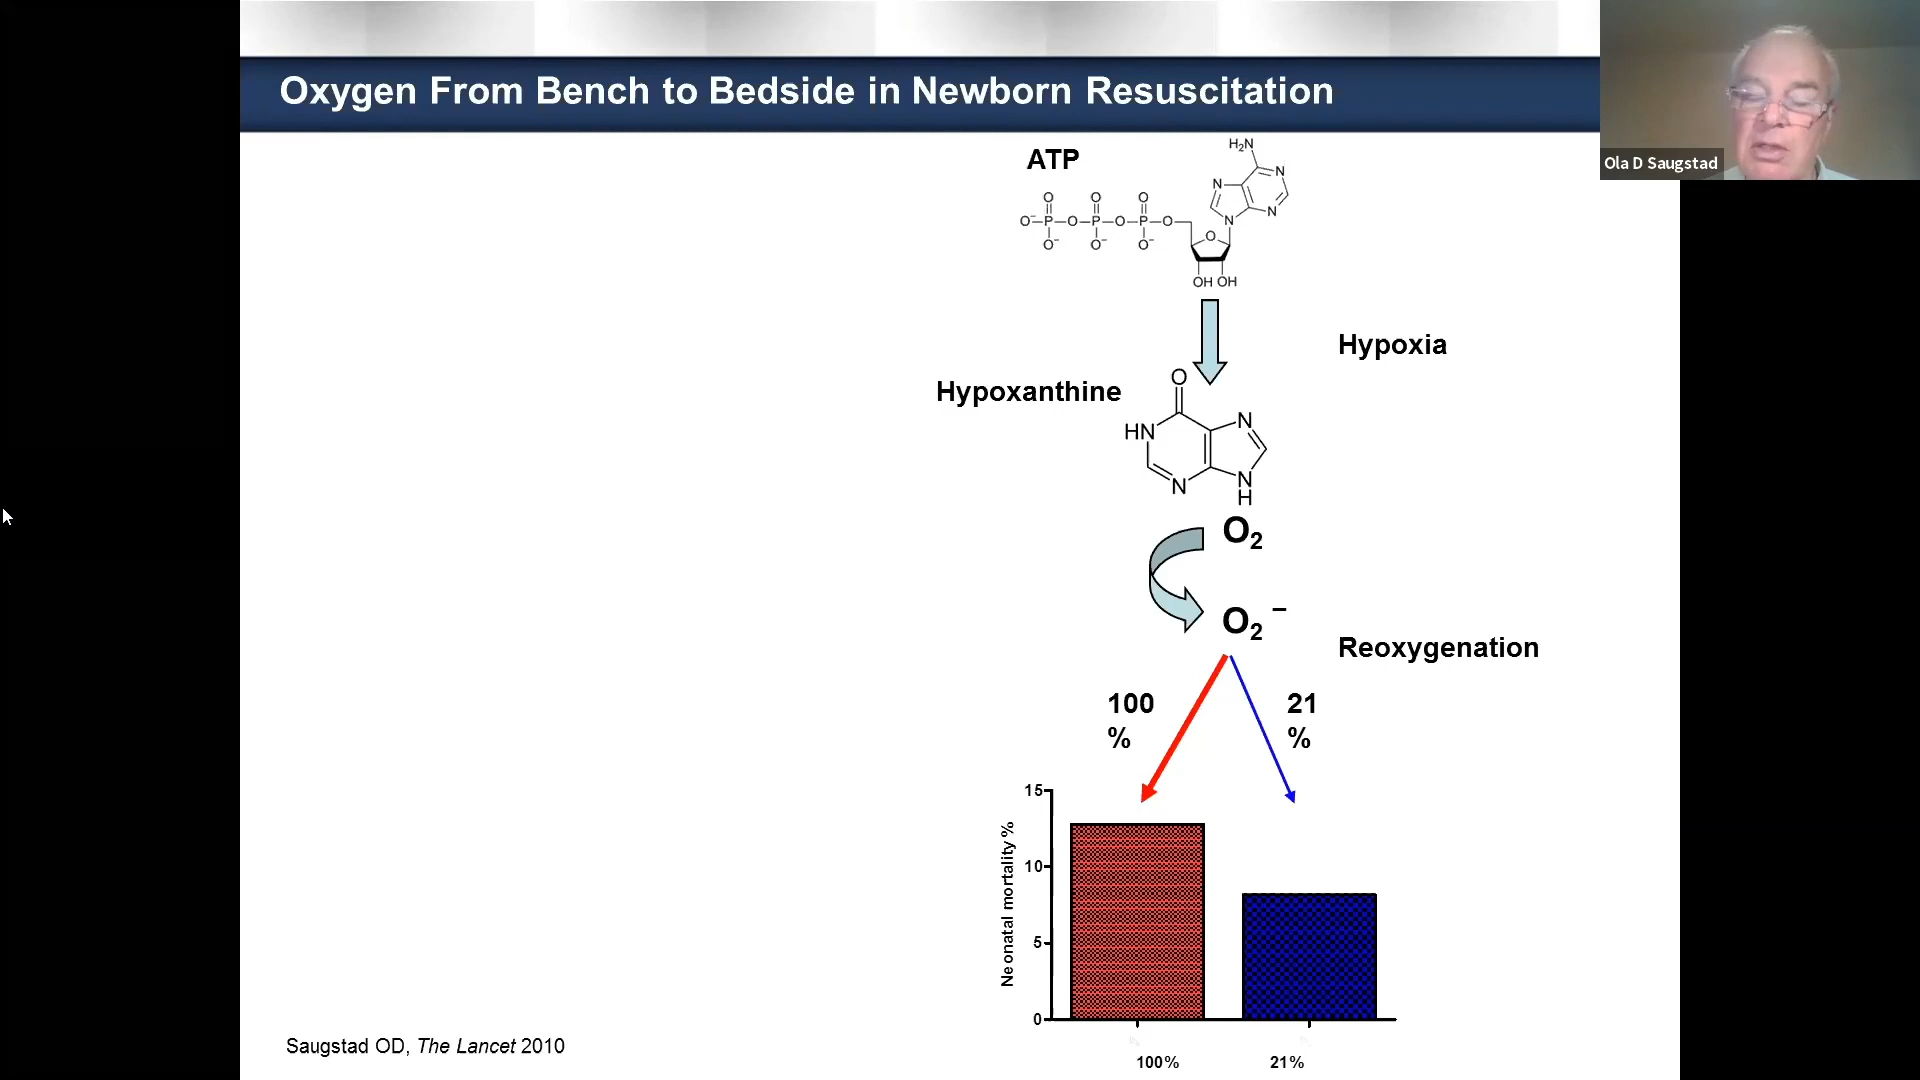 Oxygen From Bench to Bedside in Newborn Resuscitation
Ola D Saugstad
ATP
H₂N
N
N
N
N
N
O O O
O⁻ P O P O P O
O⁻ O⁻ O⁻
O
OH OH
Hypoxia
Hypoxanthine
O
HN
N
N
N
H
O₂
O₂ –
Reoxygenation
100
%
21
%
15
10
5
0
Neonatal mortality %
100%
21%
Saugstad OD, The Lancet 2010